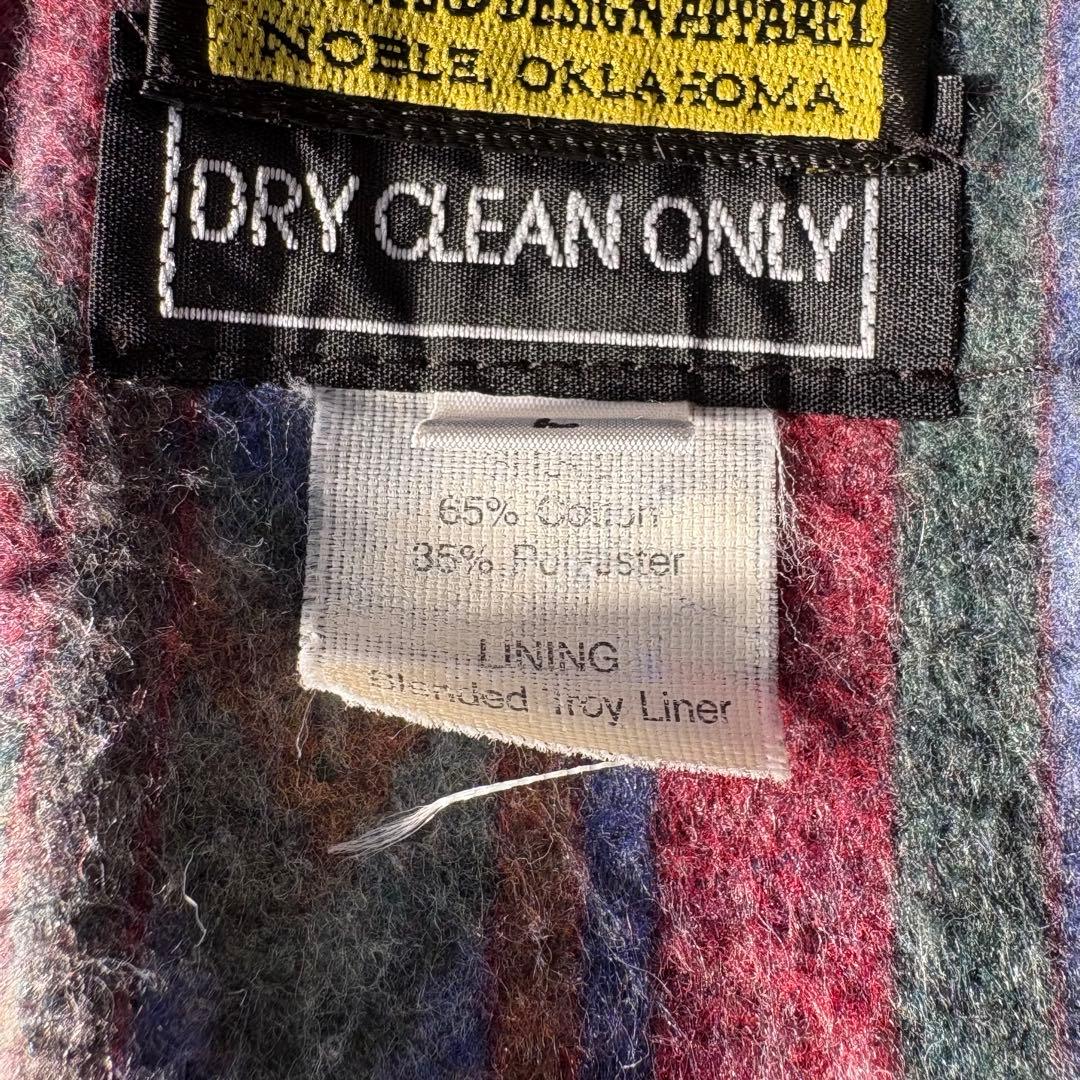 DESIGN APPAREL
NOBLE, OKLAHOMA
DRY CLEAN ONLY
65% Cotton
35% Polyester
LINING
Blended Troy Liner